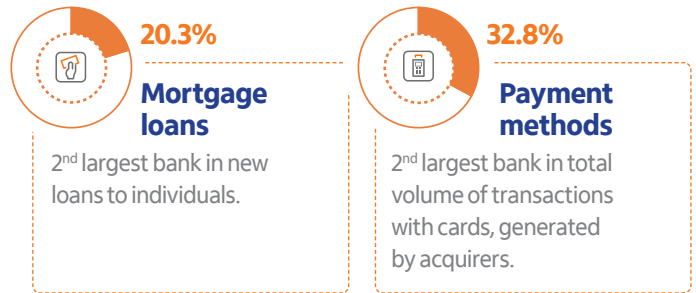 20.3%
Mortgage
loans
2nd largest bank in new
loans to individuals.
32.8%
Payment
methods
2nd largest bank in total
volume of transactions
with cards, generated
by acquirers.